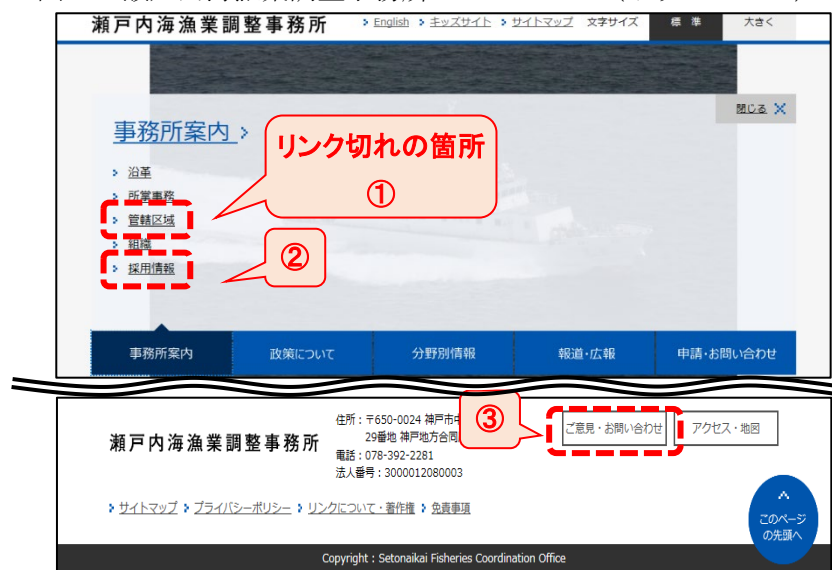 瀬戸内海漁業調整事務所 English キッズサイト サイトマップ 文字サイズ 標準 大きく
閉じる
事務所案内
リンク切れの箇所
①
沿革
所掌事務
管轄区域
組織
②
採用情報
事務所案内 政策について 分野別情報 報道・広報 申請・お問い合わせ
住所:〒650-0024 神戸市中
③
ご意見・お問い合わせ アクセス・地図
瀬戸内海漁業調整事務所
29番地 神戸地方合同
電話:078-392-2281
法人番号:3000012080003
サイトマップ プライバシーポリシー リンクについて・著作権 免責事項
このページ
の先頭へ
Copyright : Setonaikai Fisheries Coordination Office